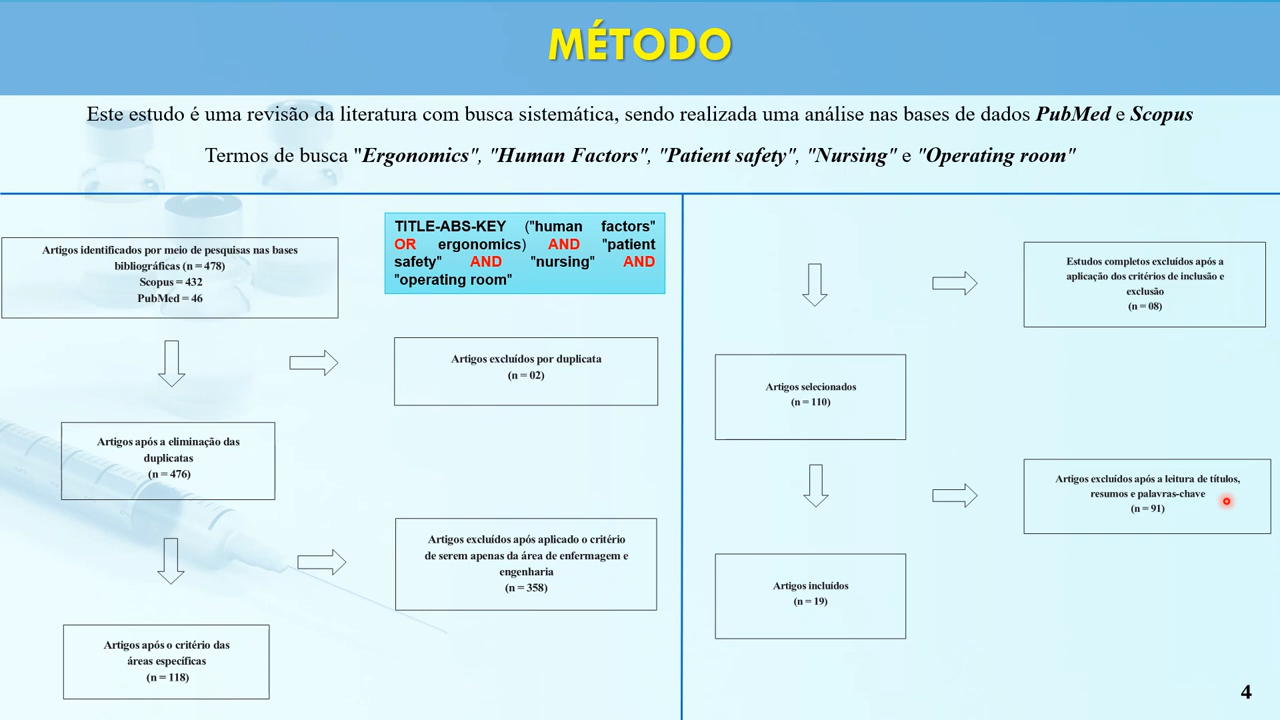 MÉTODO
Este estudo é uma revisão da literatura com busca sistemática, sendo realizada uma análise nas bases de dados PubMed e Scopus
Termos de busca "Ergonomics", "Human Factors", "Patient safety", "Nursing" e "Operating room"
Artigos identificados por meio de pesquisas nas bases
bibliográficas (n = 478)
Scopus = 432
PubMed = 46
TITLE-ABS-KEY ("human factors"
OR ergonomics) AND "patient
safety" AND "nursing" AND
"operating room"
Artigos excluídos por duplicata
(n = 02)
Artigos após a eliminação das
duplicatas
(n = 476)
Artigos excluídos após aplicado o critério
de serem apenas da área de enfermagem e
engenharia
(n = 358)
Artigos após o critério das
áreas específicas
(n = 118)
Estudos completos excluídos após a
aplicação dos critérios de inclusão e
exclusão
(n = 08)
Artigos selecionados
(n = 110)
Artigos excluídos após a leitura de títulos,
resumos e palavras-chave
(n = 91)
Artigos incluídos
(n = 19)
4